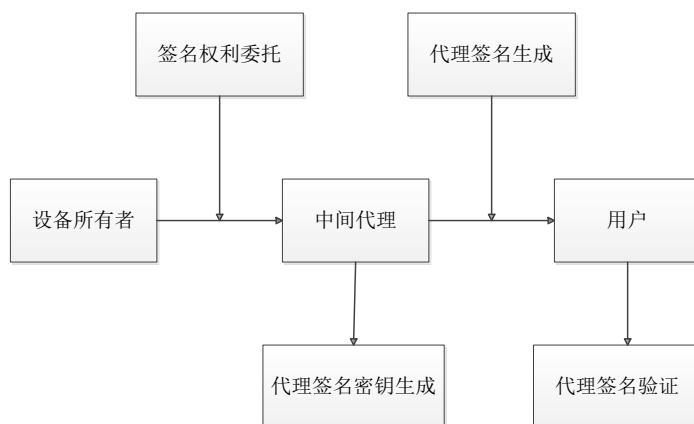 签名权利委托
代理签名生成
设备所有者
中间代理
用户
代理签名密钥生成
代理签名验证